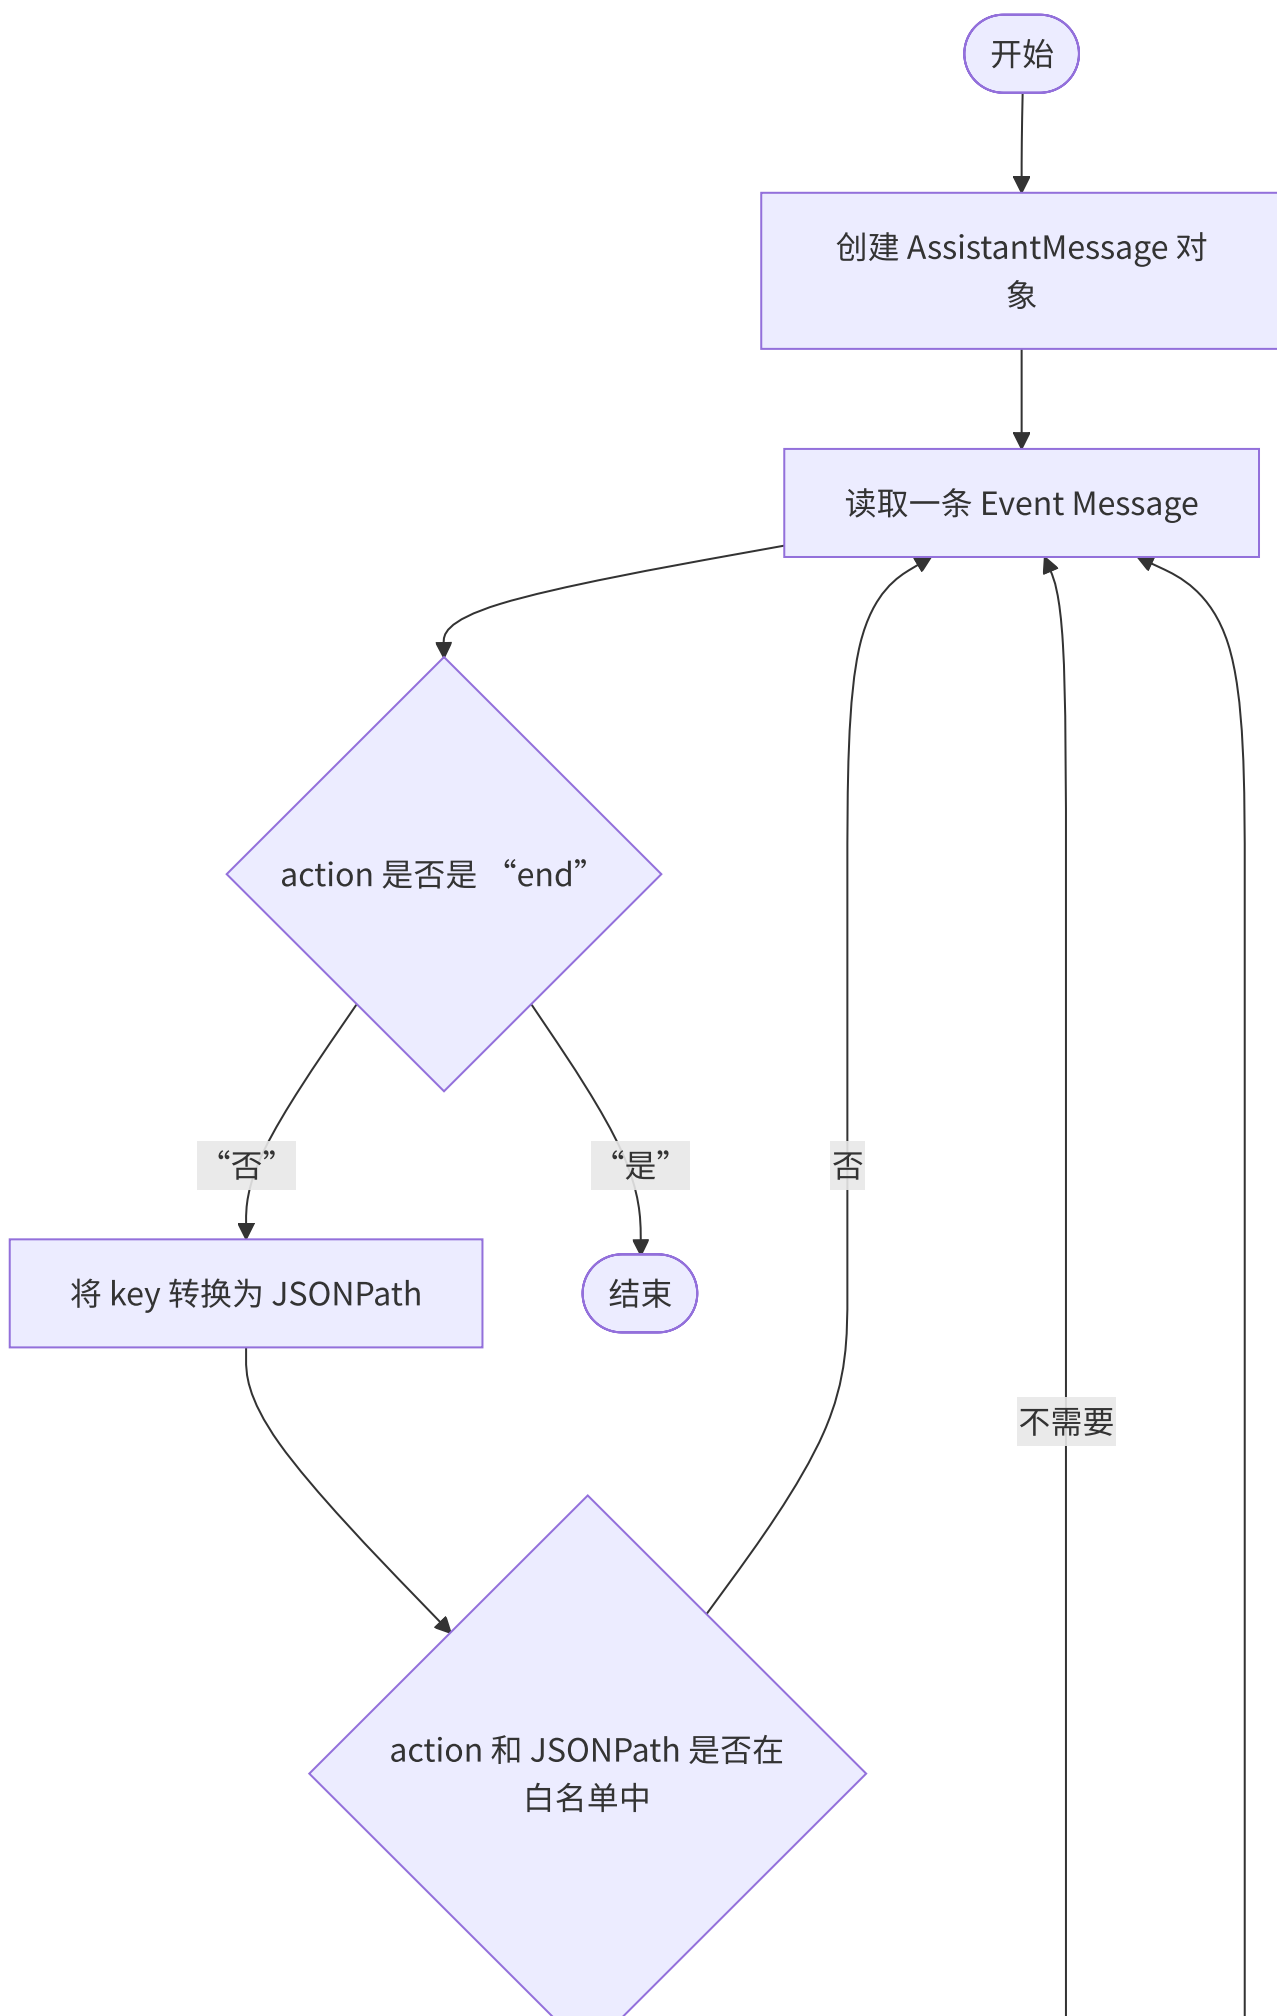 开始
创建 AssistantMessage 对
象
读取一条 Event Message
action 是否是 “end”
“否”
“是”
否
将 key 转换为 JSONPath
结束
不需要
action 和 JSONPath 是否在
白名单中